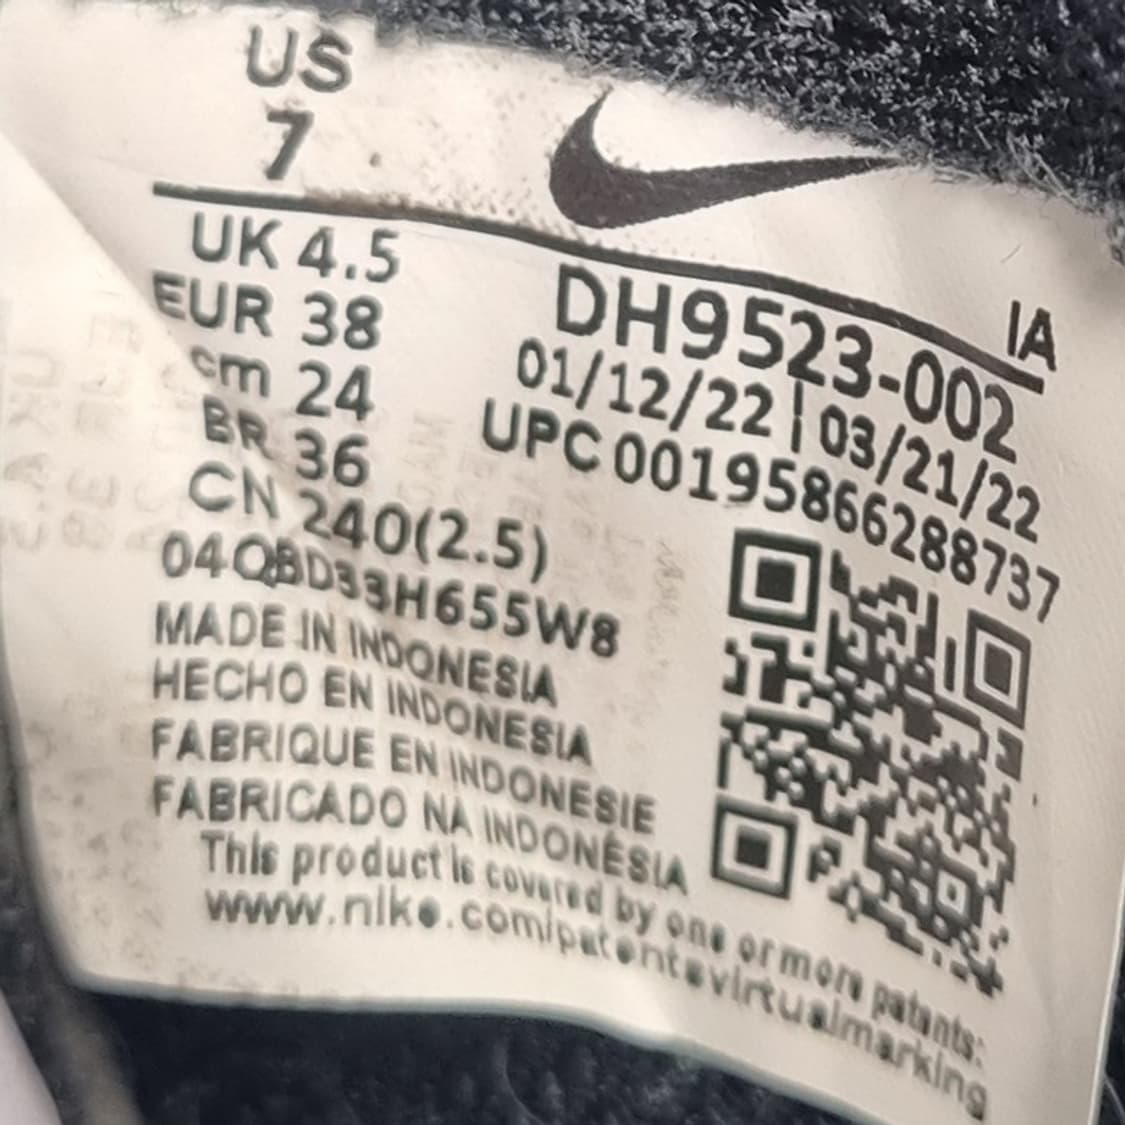 US
7
UK 4.5
EUR 38
cm 24
BR 36
CN 240(2.5)
04QBD33H655W8
MADE IN INDONESIA
HECHO EN INDONESIA
FABRIQUE EN INDONESIE
FABRICADO NA INDONÉSIA
This product is covered by one or more patents:
www.nike.com/patentsvirtualmarking
IA
DH9523-002
01/12/22 | 03/21/22
UPC 00195866288737